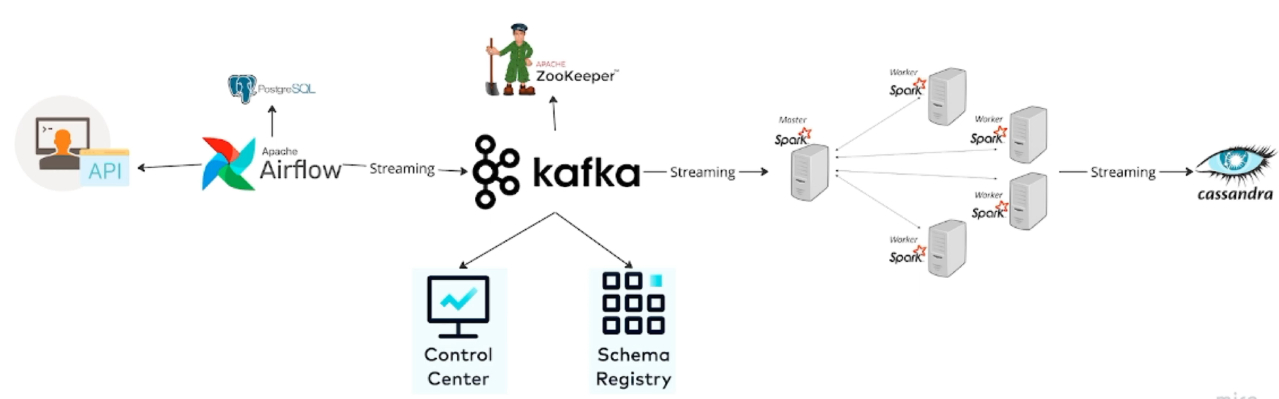 APACHE
ZooKeeper™
PostgreSQL
>-
API
Apache
Airflow
Streaming
kafka
Streaming
Master
Spark
Worker
Spark
Worker
Spark
Worker
Spark
Worker
Spark
Streaming
cassandra
Control
Center
Schema
Registry
miro